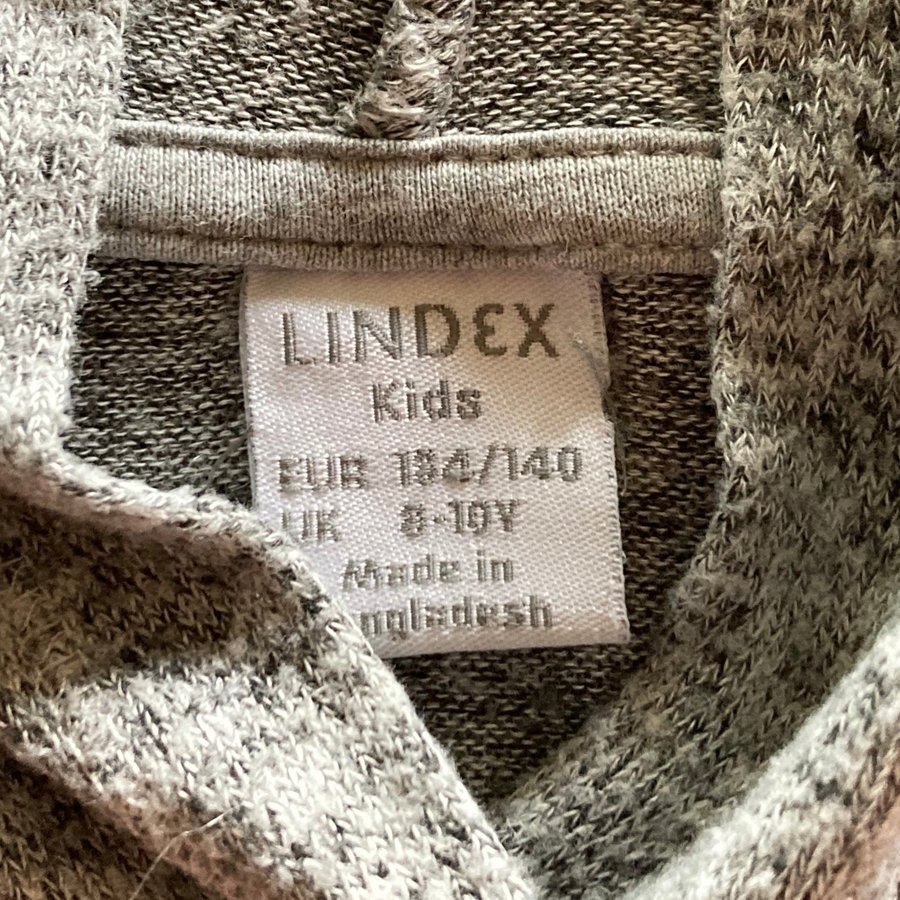 LINDEX
Kids
EUR 134/140
UK 8-10Y
Made in
ngladesh